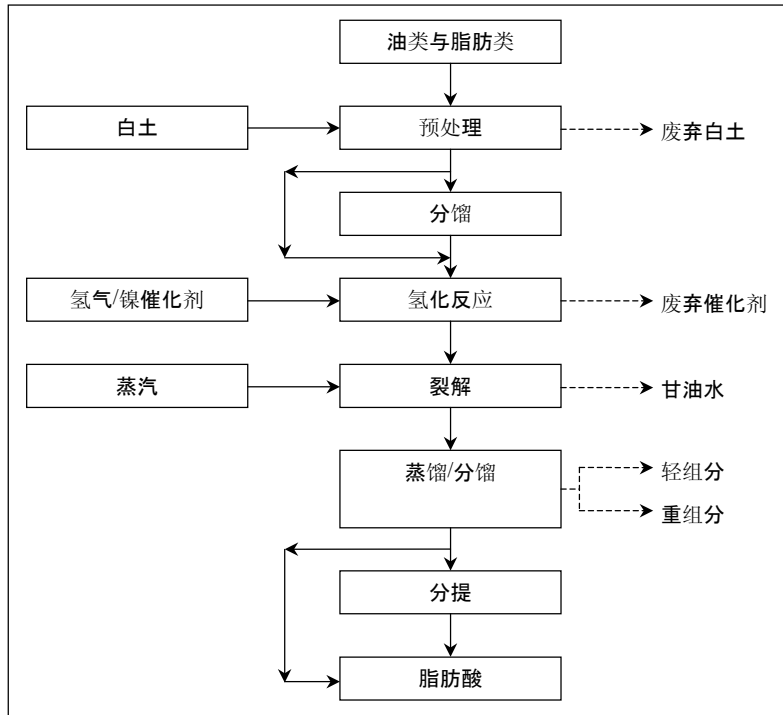 油类与脂肪类
白土
预处理
废弃白土
分馏
氢气/镍催化剂
氢化反应
废弃催化剂
蒸汽
裂解
甘油水
蒸馏/分馏
轻组分
重组分
分提
脂肪酸